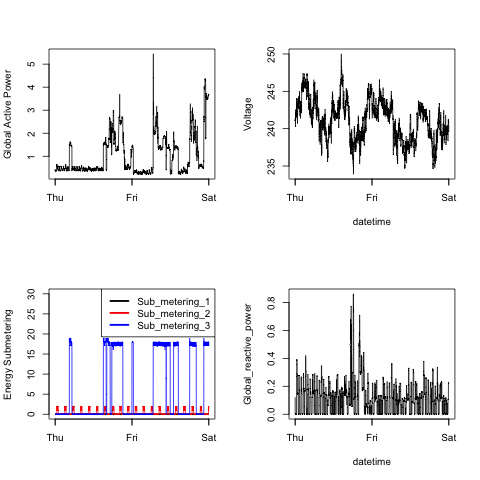 Global Active Power
5
4
3
2
1
Thu Fri Sat
Voltage
250
245
240
235
Thu Fri Sat
datetime
Energy Submetering
30
25
20
15
10
5
0
Sub_metering_1
Sub_metering_2
Sub_metering_3
Thu Fri Sat
Global_reactive_power
0.8
0.6
0.4
0.2
0.0
Thu Fri Sat
datetime